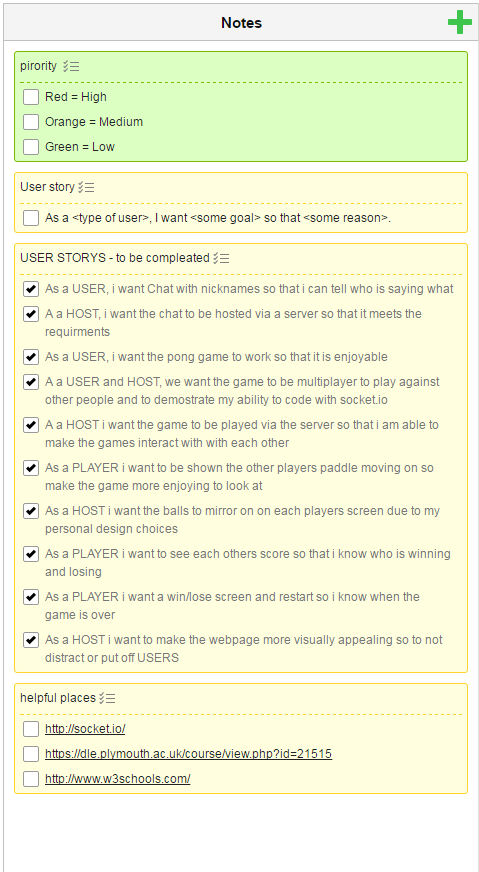 Notes
pirority
Red = High
Orange = Medium
Green = Low
User story
As a <type of user>, I want <some goal> so that <some reason>.
USER STORYS - to be compleated
As a USER, i want Chat with nicknames so that i can tell who is saying what
A a HOST, i want the chat to be hosted via a server so that it meets the
requirments
As a USER, i want the pong game to work so that it is enjoyable
A a USER and HOST, we want the game to be multiplayer to play against
other people and to demostrate my ability to code with socket.io
A a HOST i want the game to be played via the server so that i am able to
make the games interact with with each other
As a PLAYER i want to be shown the other players paddle moving on so
make the game more enjoying to look at
As a HOST i want the balls to mirror on on each players screen due to my
personal design choices
As a PLAYER i want to see each others score so that i know who is winning
and losing
As a PLAYER i want a win/lose screen and restart so i know when the
game is over
As a HOST i want to make the webpage more visually appealing so to not
distract or put off USERS
helpful places
http://socket.io/
https://dle.plymouth.ac.uk/course/view.php?id=21515
http://www.w3schools.com/